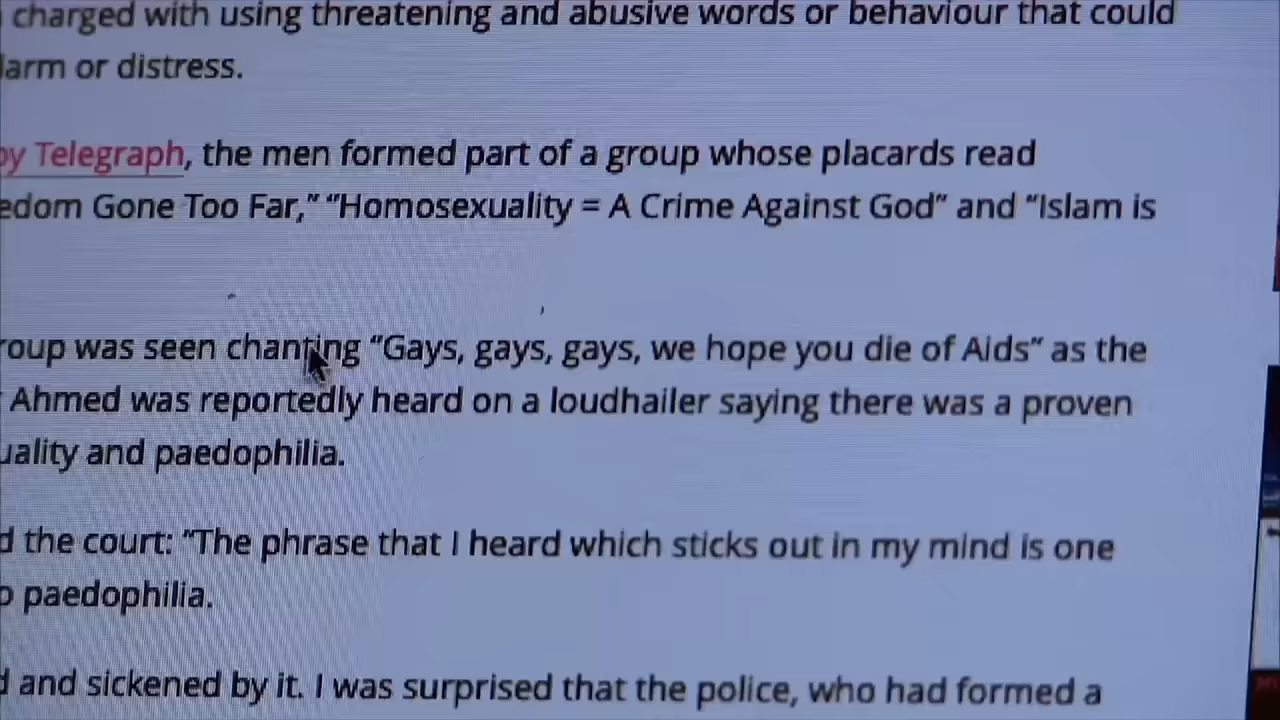 charged with using threatening and abusive words or behaviour that could
larm or distress.
by Telegraph, the men formed part of a group whose placards read
edom Gone Too Far,” “Homosexuality = A Crime Against God” and “Islam is
roup was seen chanting “Gays, gays, gays, we hope you die of Aids” as the
Ahmed was reportedly heard on a loudhailer saying there was a proven
uality and paedophilia.
d the court: “The phrase that I heard which sticks out in my mind is one
o paedophilia.
d and sickened by it. I was surprised that the police, who had formed a